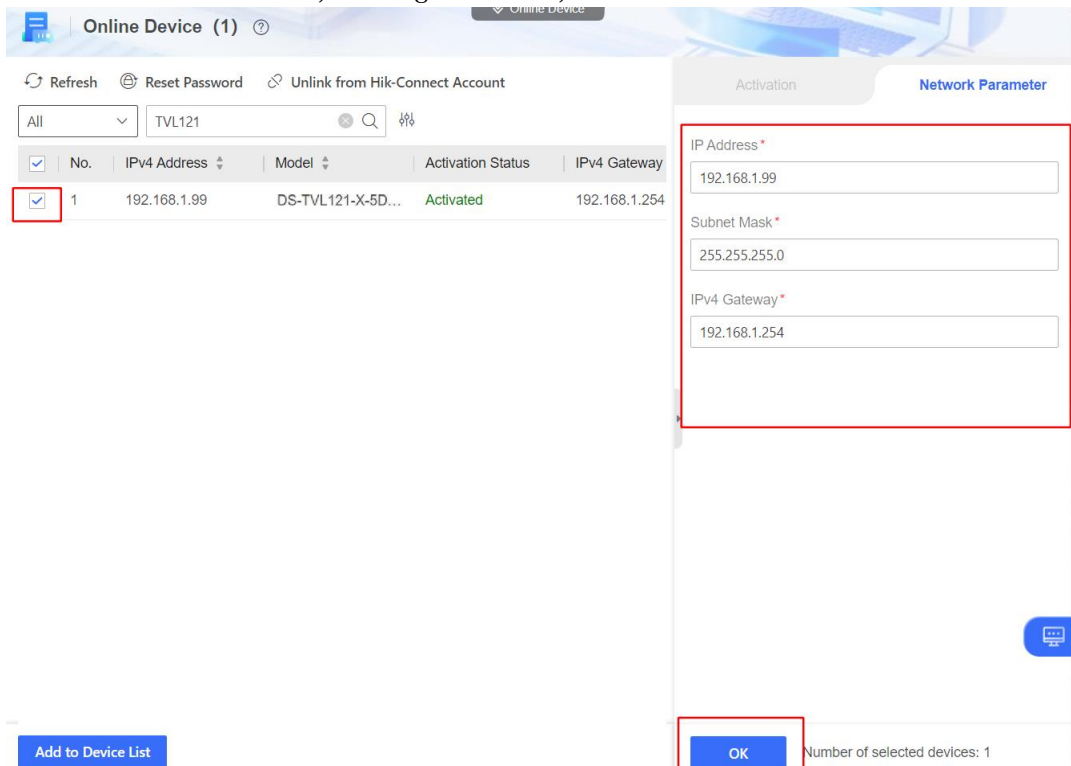 Online Device
Online Device (1)
Refresh Reset Password Unlink from Hik-Connect Account
Activation Network Parameter
All TVL121
No. IPv4 Address Model Activation Status IPv4 Gateway
1 192.168.1.99 DS-TVL121-X-5D... Activated 192.168.1.254
IP Address*
192.168.1.99
Subnet Mask*
255.255.255.0
IPv4 Gateway*
192.168.1.254
Add to Device List
OK Number of selected devices: 1